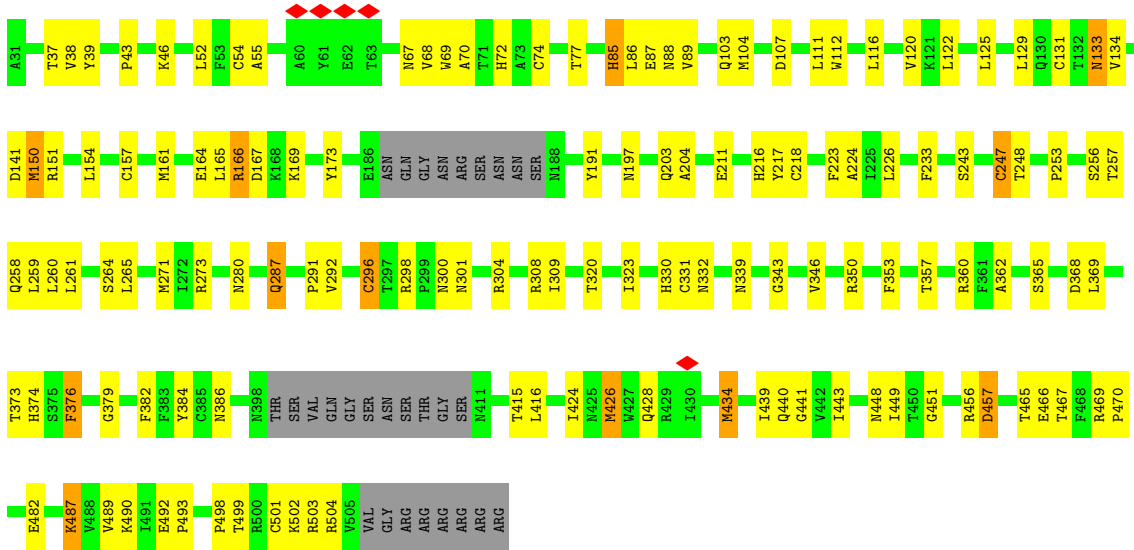 A31 T37 V38 Y39 P43 K46 L52 F53 C54 A55 A60 Y61 E62 T63 N67 V68 W69 A70 T71 H72 A73 C74 T77 H85 L86 E87 N88 V89 Q103 M104 D107 L111 W112 L116 V120 K121 L122 L125 L129 Q130 C131 T132 N133 V134
D141 M150 R151 L154 C157 M161 E164 L165 R166 D167 K168 K169 Y173 E186 ASN GLN GLY ASN ARG SER ASN ASN SER N188 Y191 N197 Q203 A204 E211 H216 Y217 C218 F223 A224 I225 L226 F233 S243 C247 T248 P253 S256 T257
Q258 L259 L260 L261 S264 L265 M271 I272 R273 N280 Q287 P291 V292 C296 T297 R298 P299 N300 N301 R304 R308 I309 T320 I323 H330 C331 N332 N339 G343 V346 R350 F353 T357 R360 F361 A362 S365 D368 L369
T373 H374 S375 F376 G379 F382 F383 Y384 C385 N386 N398 THR SER VAL GLN GLY SER ASN SER THR GLY SER N411 T415 L416 I424 N425 M426 W427 Q428 R429 I430 M434 I439 Q440 G441 V442 I443 N448 I449 T450 G451 R456 D457 T465 E466 T467 F468 R469 P470
E482 K487 V488 V489 K490 I491 E492 P493 P498 T499 R500 C501 K502 R503 R504 V505 VAL GLY ARG ARG ARG ARG ARG ARG